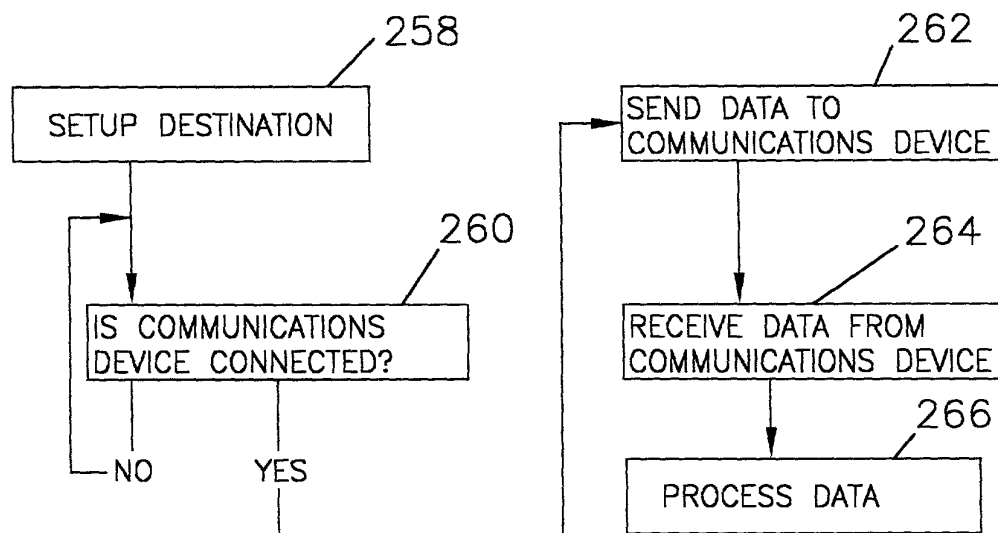 258
SETUP DESTINATION
260
IS COMMUNICATIONS
DEVICE CONNECTED?
NO
YES
262
SEND DATA TO
COMMUNICATIONS DEVICE
264
RECEIVE DATA FROM
COMMUNICATIONS DEVICE
266
PROCESS DATA